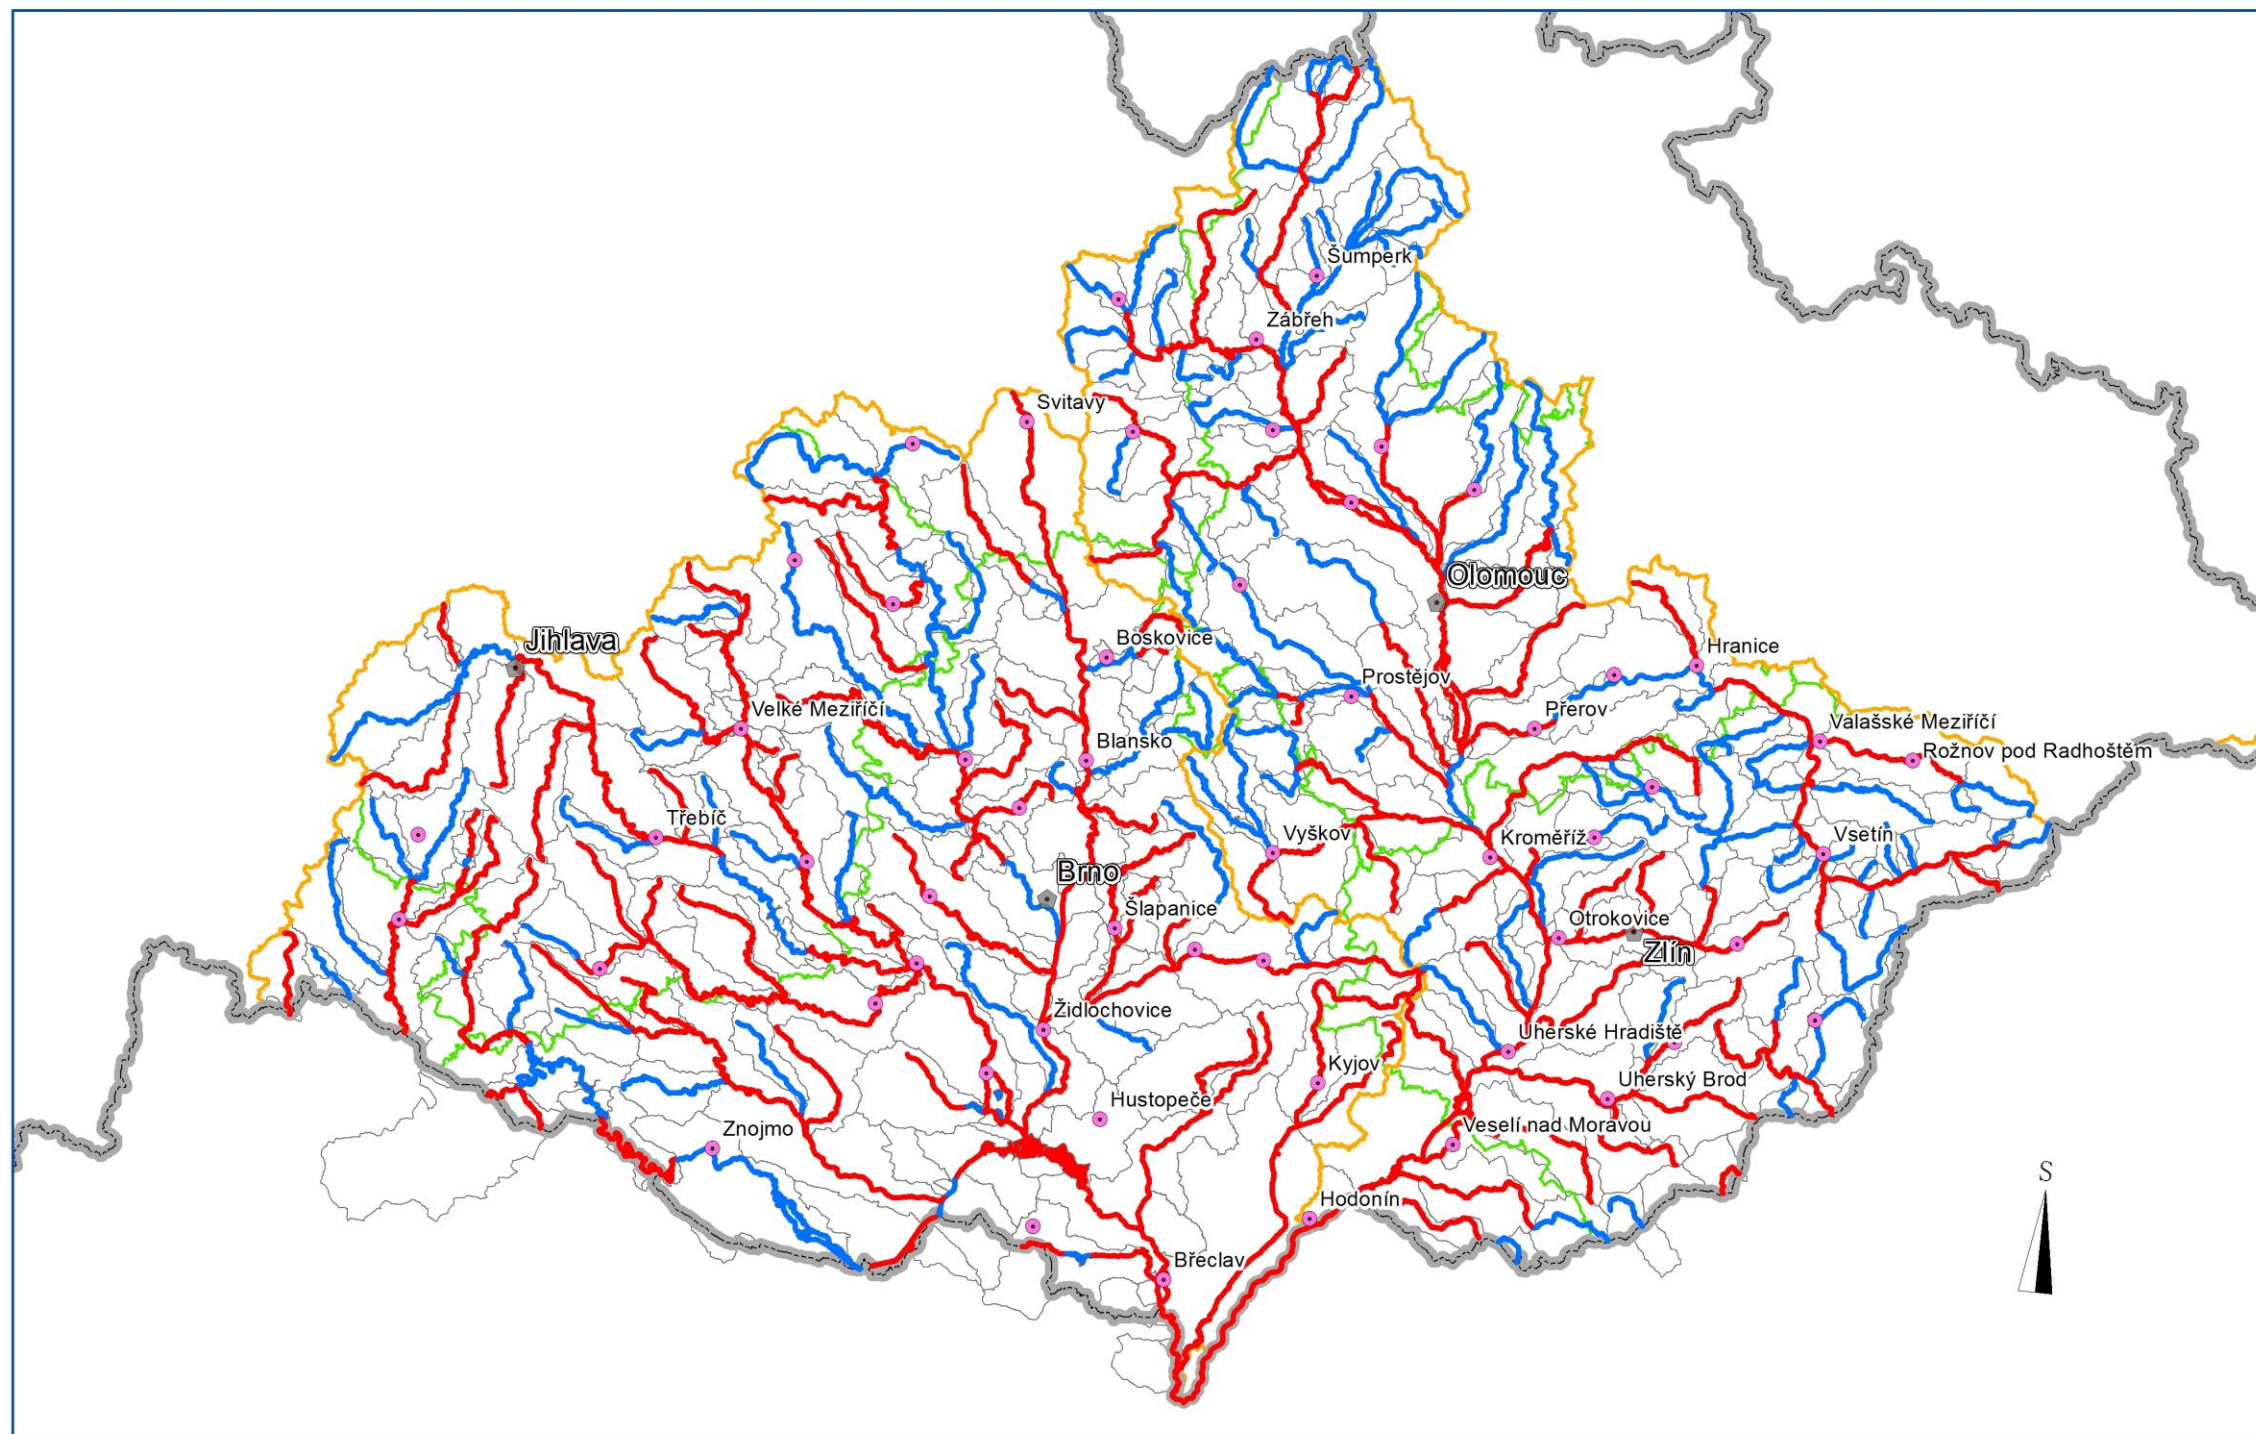 Šumperk
Zábřeh
Svitavy
Olomouc
Jihlava
Boskovice
Hranice
Prostějov
Velké Meziříčí
Přerov
Valašské Meziříčí
Blansko
Rožnov pod Radhoštěm
Třebíč
Vyškov
Kroměříž
Vsetín
Brno
Šlapanice
Otrokovice
Zlín
Židlochovice
Uherské Hradiště
Kyjov
Uherský Brod
Hustopeče
Znojmo
Veselí nad Moravou
S
Hodonín
Břeclav